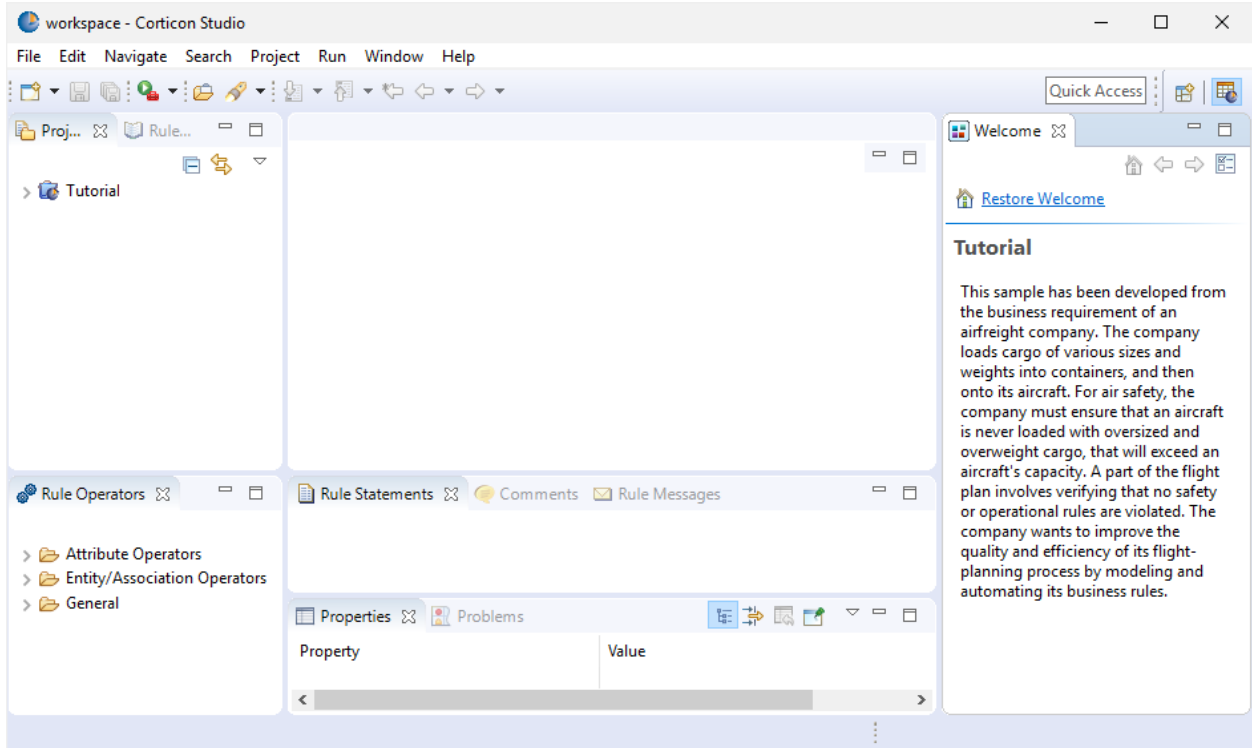 workspace - Corticon Studio
File Edit Navigate Search Project Run Window Help
Quick Access
Proj... Rule...
Tutorial
Welcome
Restore Welcome
Tutorial
This sample has been developed from
the business requirement of an
airfreight company. The company
loads cargo of various sizes and
weights into containers, and then
onto its aircraft. For air safety, the
company must ensure that an aircraft
is never loaded with oversized and
overweight cargo, that will exceed an
aircraft's capacity. A part of the flight
plan involves verifying that no safety
or operational rules are violated. The
company wants to improve the
quality and efficiency of its flight-
planning process by modeling and
automating its business rules.
Rule Operators
Attribute Operators
Entity/Association Operators
General
Rule Statements Comments Rule Messages
Properties Problems
Property Value